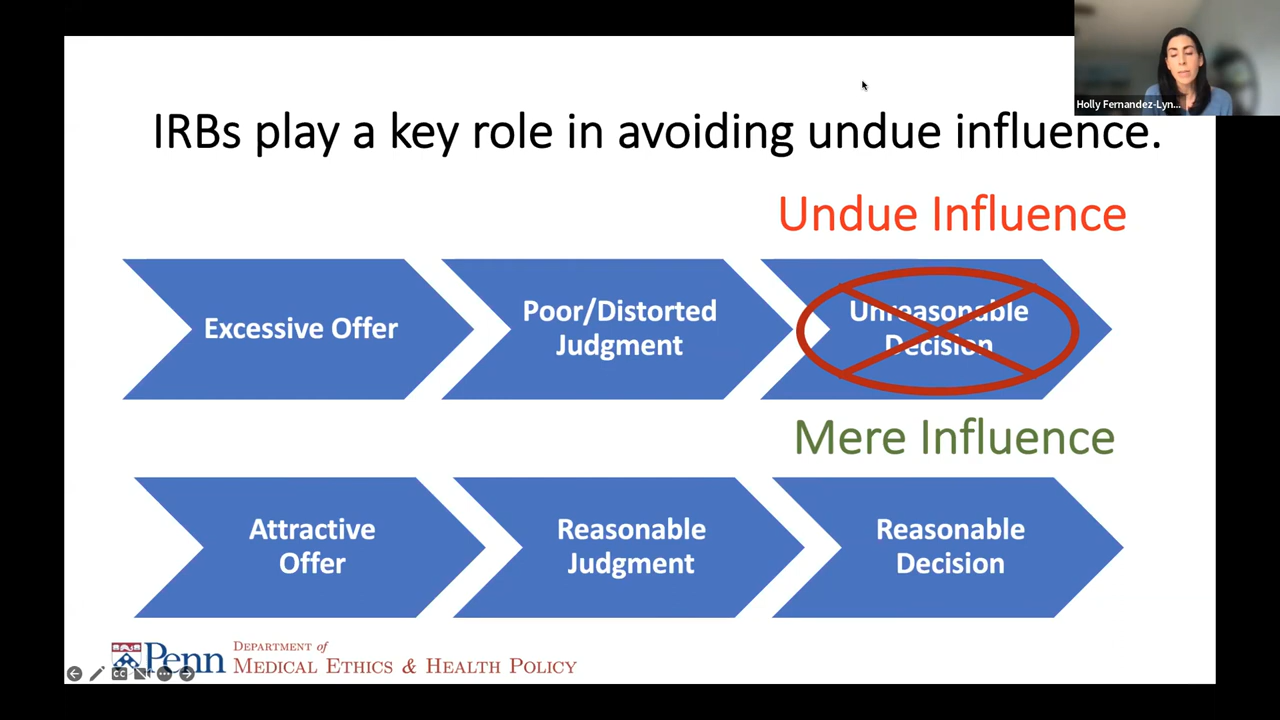 Holly Fernandez-Lyn...
IRBs play a key role in avoiding undue influence.
Undue Influence
Excessive Offer
Poor/Distorted
Judgment
Unreasonable
Decision
Mere Influence
Attractive
Offer
Reasonable
Judgment
Reasonable
Decision
Penn
DEPARTMENT of
MEDICAL ETHICS & HEALTH POLICY
CC